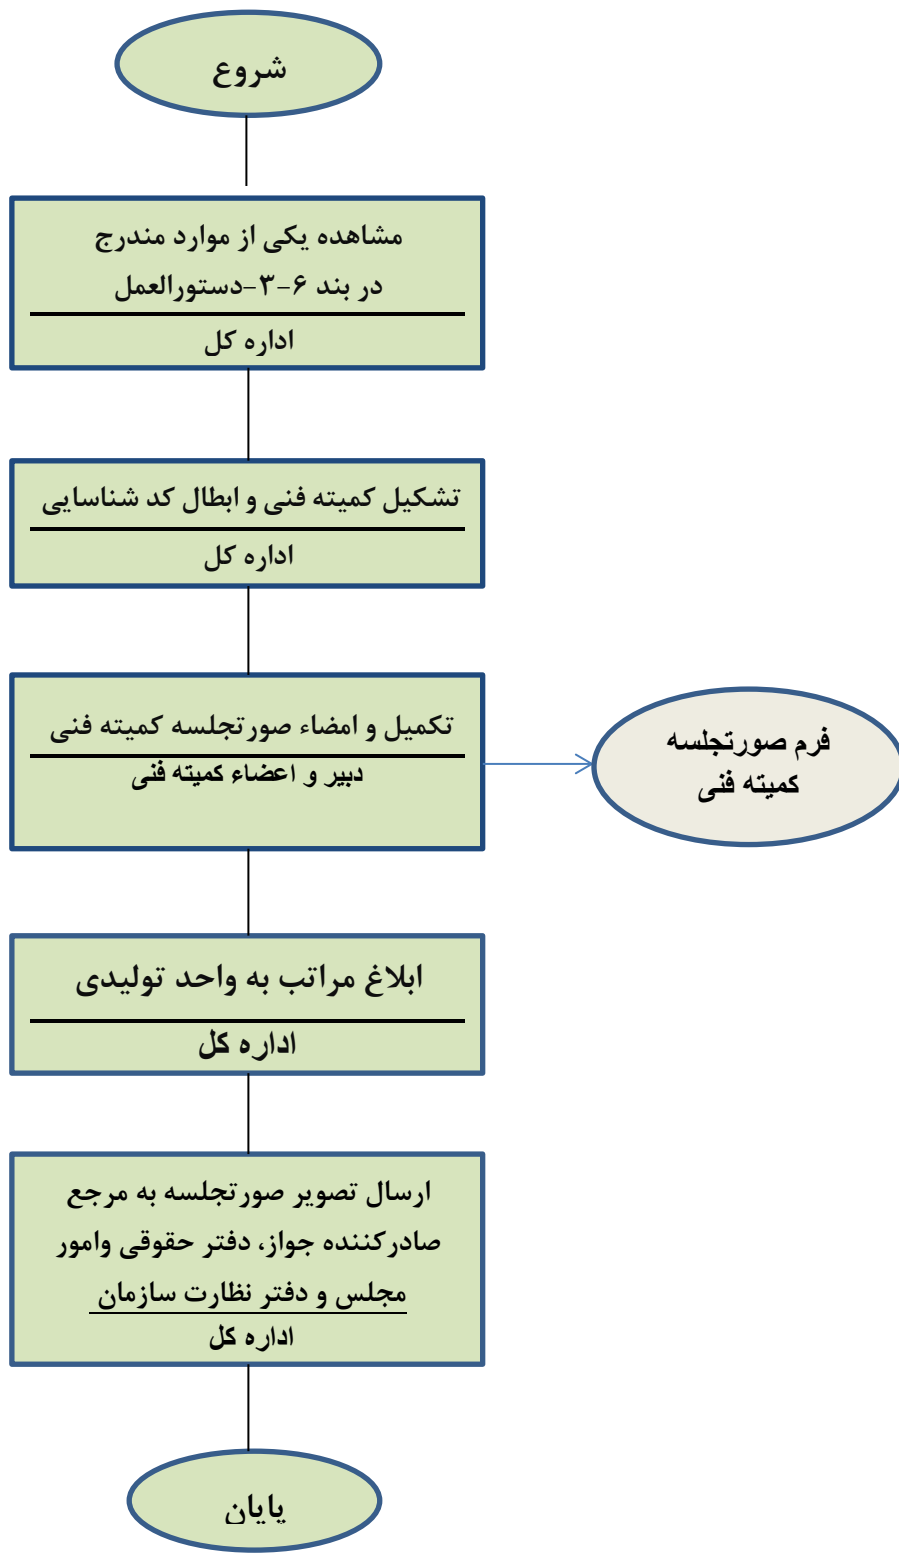 شروع
مشاهده یکی از موارد مندرج
در بند ۶-۳-دستورالعمل
اداره کل
تشکیل کمیته فنی و ابطال کد شناسایی
اداره کل
تکمیل و امضاء صورتجلسه کمیته فنی
دبیر و اعضاء کمیته فنی
فرم صورتجلسه
کمیته فنی
ابلاغ مراتب به واحد تولیدی
اداره کل
ارسال تصویر صورتجلسه به مرجع
صادرکننده جواز، دفتر حقوقی وامور
مجلس و دفتر نظارت سازمان
اداره کل
پایان